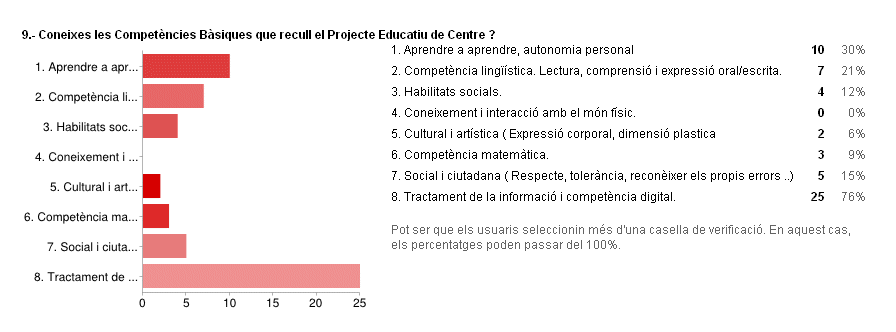 9.- Coneixes les Competències Bàsiques que recull el Projecte Educatiu de Centre ?
1. Aprendre a apr...
2. Competència li...
3. Habilitats soc...
4. Coneixement i ...
5. Cultural i art...
6. Competència ma...
7. Social i ciuta...
8. Tractament de ...
0 5 10 15 20 25
1. Aprendre a aprendre, autonomia personal 10 30%
2. Competència lingïística. Lectura, comprensió i expressió oral/escrita. 7 21%
3. Habilitats socials. 4 12%
4. Coneixement i interacció amb el món físic. 0 0%
5. Cultural i artística ( Expressió corporal, dimensió plastica 2 6%
6. Competència matemàtica. 3 9%
7. Social i ciutadana ( Respecte, tolerància, reconèixer els propis errors ..) 5 15%
8. Tractament de la informació i competència digital. 25 76%
Pot ser que els usuaris seleccionin més d'una casella de verificació. En aquest cas,
els percentatges poden passar del 100%.